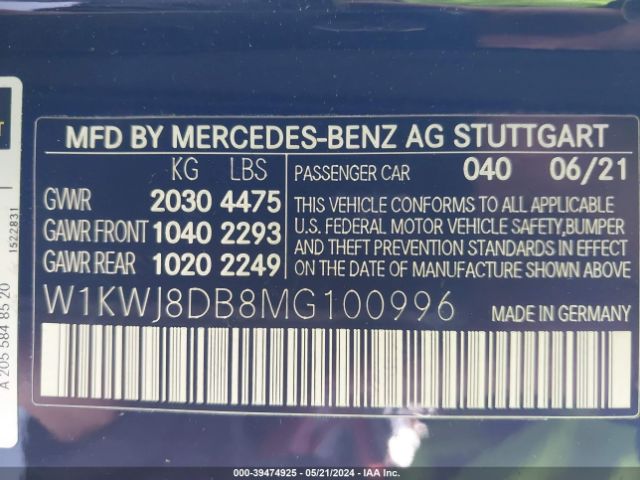 MFD BY MERCEDES-BENZ AG STUTTGART
KG LBS
PASSENGER CAR 040 06/21
GVWR 2030 4475
GAWR FRONT 1040 2293
GAWR REAR 1020 2249
THIS VEHICLE CONFORMS TO ALL APPLICABLE
U.S. FEDERAL MOTOR VEHICLE SAFETY,BUMPER
AND THEFT PREVENTION STANDARDS IN EFFECT
ON THE DATE OF MANUFACTURE SHOWN ABOVE
W1KWJ8DB8MG100996
MADE IN GERMANY
1522831
A 205 584 85 20
000-39474925 - 05/21/2024 - IAA Inc.